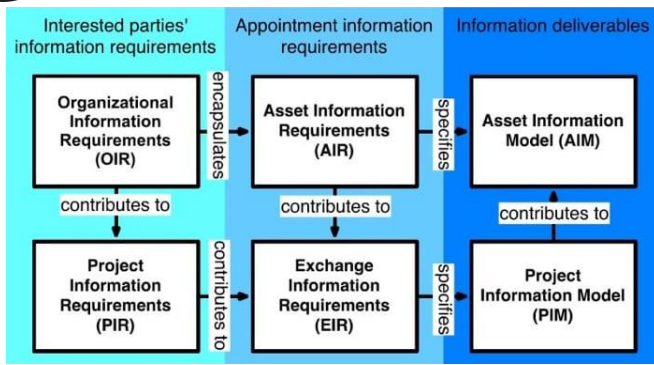 Interested parties'
information requirements
Appointment information
requirements
Information deliverables
Organizational
Information
Requirements
(OIR)
encapsulates
Asset Information
Requirements
(AIR)
specifies
Asset Information
Model (AIM)
contributes to
contributes to
contributes to
Project
Information
Requirements
(PIR)
contributes to
Exchange
Information
Requirements
(EIR)
specifies
Project
Information Model
(PIM)